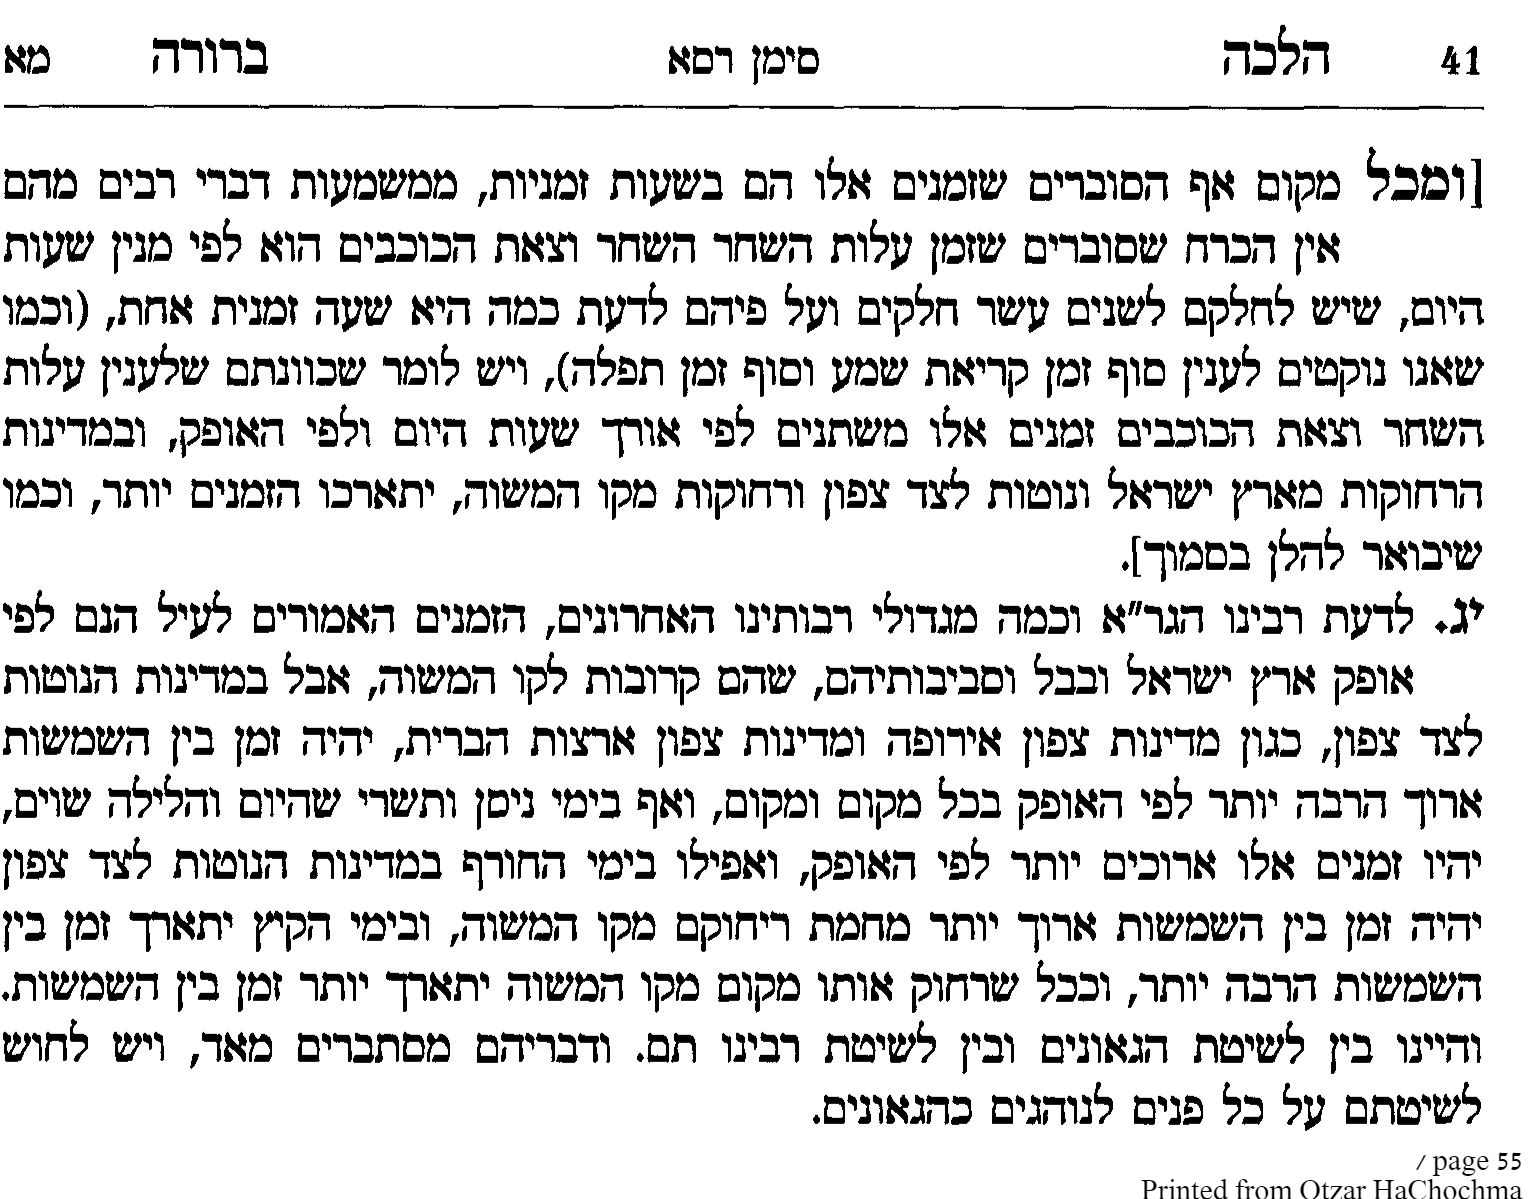 41 הלכה סימן רסא ברורה מא
[ומכל מקום אף הסוברים שזמנים אלו הם בשעות זמניות, ממשמעות דברי רבים מהם
אין הכרח שסוברים שזמן עלות השחר השחר וצאת הכוכבים הוא לפי מנין שעות
היום, שיש לחלקם לשנים עשר חלקים ועל פיהם לדעת כמה היא שעה זמנית אחת, (וכמו
שאנו נוקטים לענין סוף זמן קריאת שמע וסוף זמן תפלה), ויש לומר שכוונתם שלענין עלות
השחר וצאת הכוכבים זמנים אלו משתנים לפי אורך שעות היום ולפי האופק, ובמדינות
הרחוקות מארץ ישראל ונוטות לצד צפון ורחוקות מקו המשוה, יתארכו הזמנים יותר, וכמו
שיבואר להלן בסמוך].
יג. לדעת רבינו הגר״א וכמה מגדולי רבותינו האחרונים, הזמנים האמורים לעיל הנם לפי
אופק ארץ ישראל ובבל וסביבותיהם, שהם קרובות לקו המשוה, אבל במדינות הנוטות
לצד צפון, כגון מדינות צפון אירופה ומדינות צפון ארצות הברית, יהיה זמן בין השמשות
ארוך הרבה יותר לפי האופק בכל מקום ומקום, ואף בימי ניסן ותשרי שהיום והלילה שוים,
יהיו זמנים אלו ארוכים יותר לפי האופק, ואפילו בימי החורף במדינות הנוטות לצד צפון
יהיה זמן בין השמשות ארוך יותר מחמת ריחוקם מקו המשוה, ובימי הקיץ יתארך זמן בין
השמשות הרבה יותר, וככל שרחוק אותו מקום מקו המשוה יתארך יותר זמן בין השמשות.
והיינו בין לשיטת הגאונים ובין לשיטת רבינו תם. ודבריהם מסתברים מאד, ויש לחוש
לשיטתם על כל פנים לנוהגים כהגאונים.
/ page 55
Printed from Otzar HaChochma